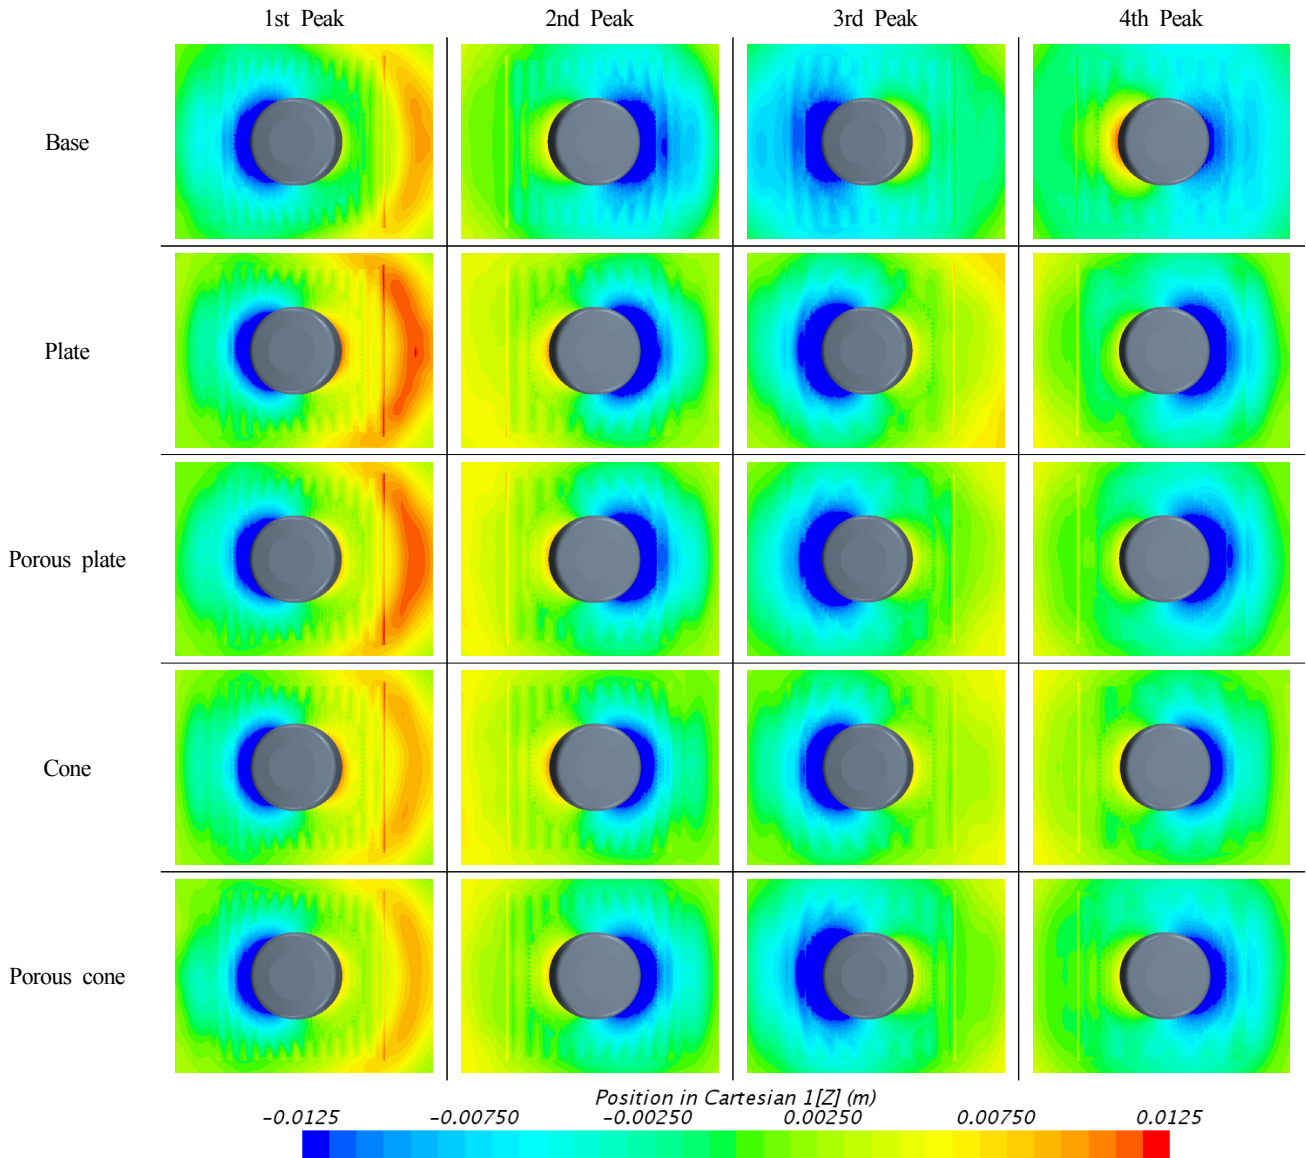 1st Peak 2nd Peak 3rd Peak 4th Peak
Base
Plate
Porous plate
Cone
Porous cone
Position in Cartesian 1[Z] (m)
-0.0125 -0.00750 -0.00250 0.00250 0.00750 0.0125